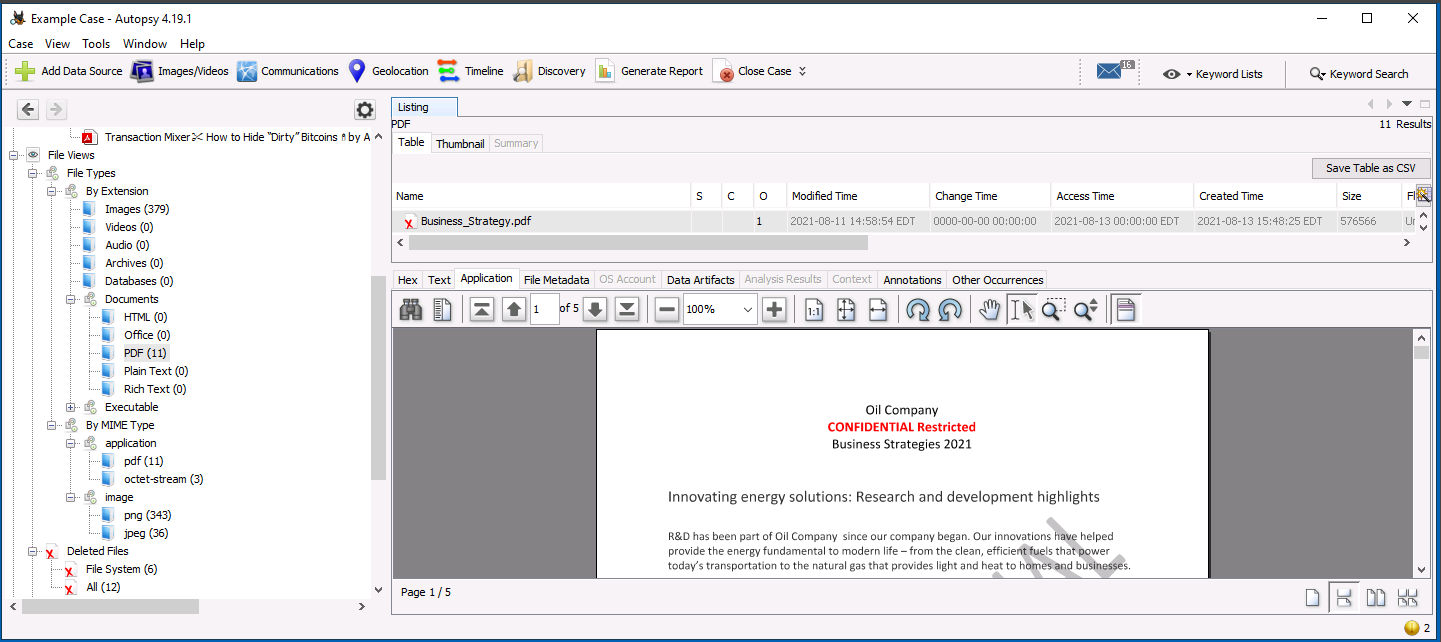 Example Case - Autopsy 4.19.1
Case View Tools Window Help
Add Data Source Images/Videos Communications Geolocation Timeline Discovery Generate Report Close Case 16 Keyword Lists Keyword Search
Transaction Mixer How to Hide "Dirty" Bitcoins by A
File Views
File Types
By Extension
Images (379)
Videos (0)
Audio (0)
Archives (0)
Databases (0)
Documents
HTML (0)
Office (0)
PDF (11)
Plain Text (0)
Rich Text (0)
Executable
By MIME Type
application
pdf (11)
octet-stream (3)
image
png (343)
jpeg (36)
Deleted Files
File System (6)
All (12)
Listing
PDF 11 Results
Table Thumbnail Summary
Save Table as CSV
Name S C O Modified Time Change Time Access Time Created Time Size Fl
Business_Strategy.pdf 1 2021-08-11 14:58:54 EDT 0000-00-00 00:00:00 2021-08-13 00:00:00 EDT 2021-08-13 15:48:25 EDT 576566 Ur
Hex Text Application File Metadata OS Account Data Artifacts Analysis Results Context Annotations Other Occurrences
1 of 5 100% 1:1
Oil Company
CONFIDENTIAL Restricted
Business Strategies 2021
Innovating energy solutions: Research and development highlights
R&D has been part of Oil Company since our company began. Our innovations have helped
provide the energy fundamental to modern life – from the clean, efficient fuels that power
today's transportation to the natural gas that provides light and heat to homes and businesses.
Page 1 / 5
2